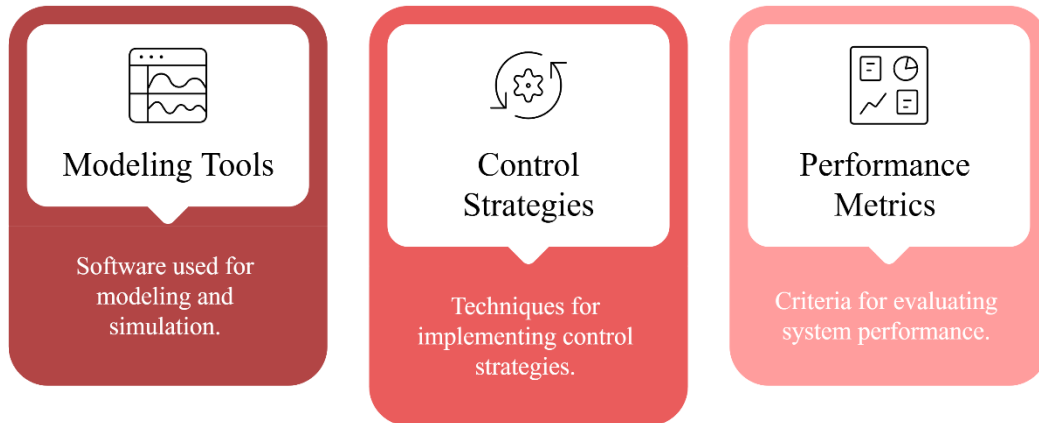 Modeling Tools
Software used for
modeling and
simulation.
Control
Strategies
Techniques for
implementing control
strategies.
Performance
Metrics
Criteria for evaluating
system performance.